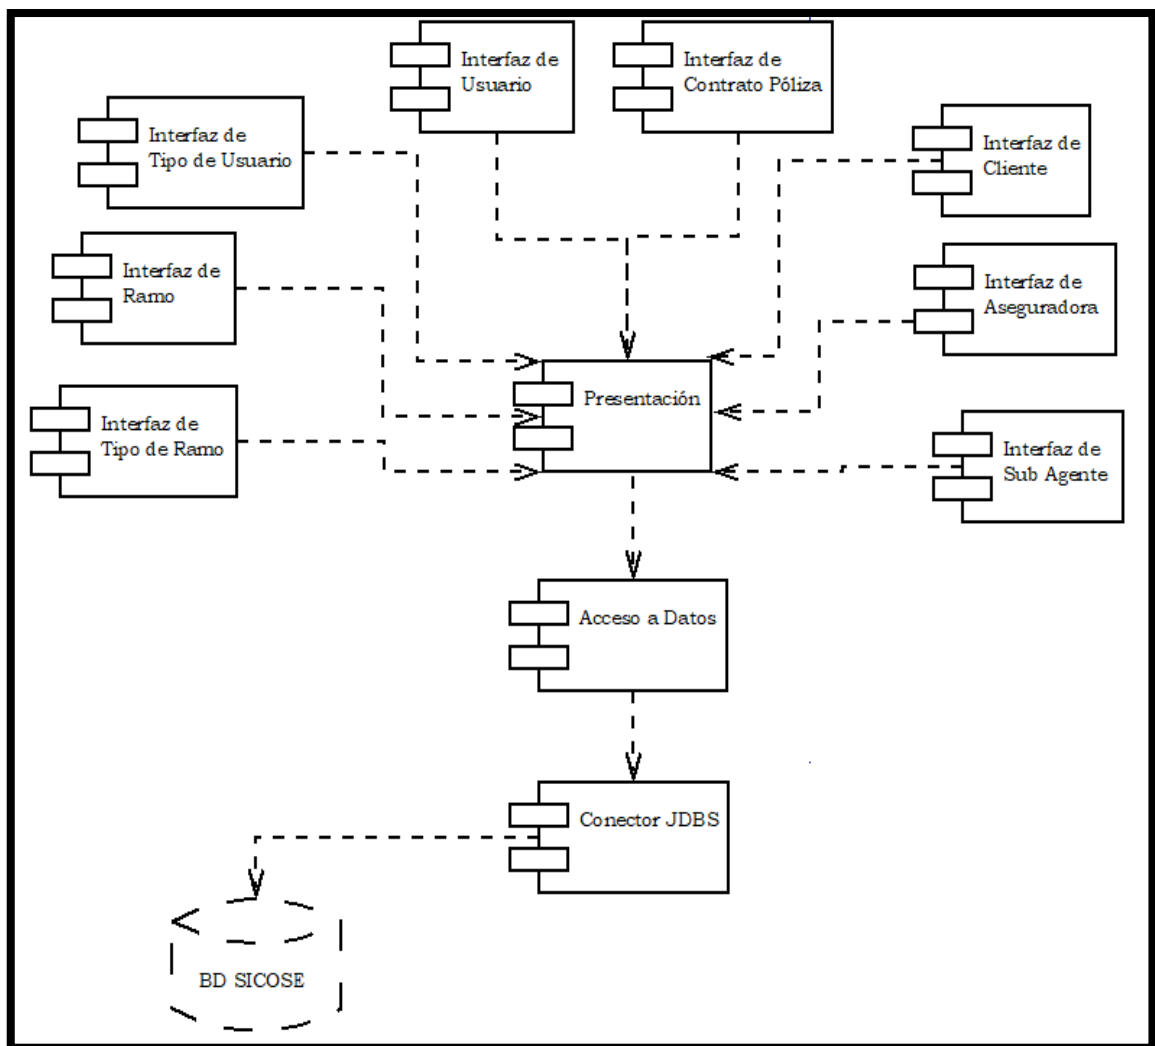 Interfaz de
Usuario
Interfaz de
Contrato Póliza
Interfaz de
Tipo de Usuario
Interfaz de
Cliente
Interfaz de
Ramo
Interfaz de
Aseguradora
Presentación
Interfaz de
Tipo de Ramo
Interfaz de
Sub Agente
Acceso a Datos
Conector JDBS
BD SICOSE